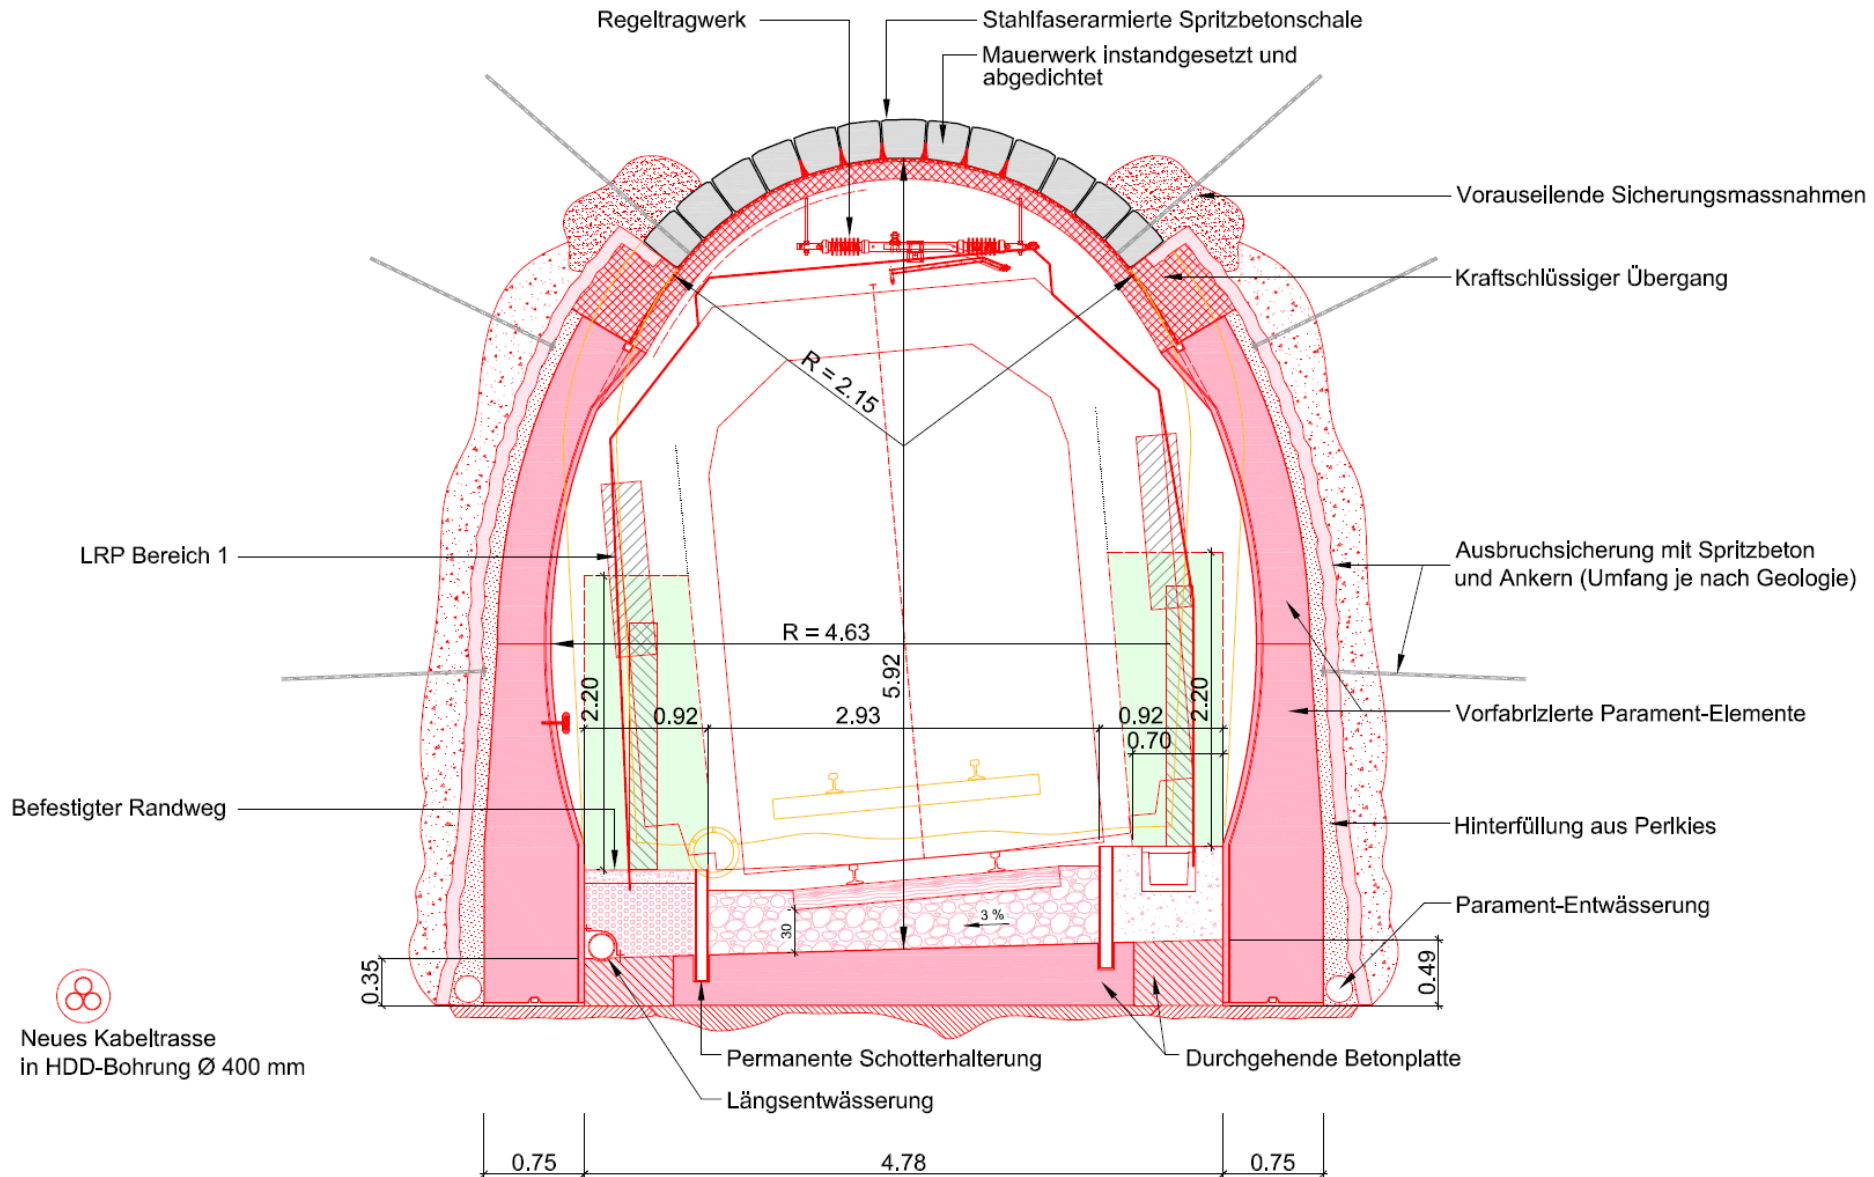 Regeltragwerk
Stahlfaserarmierte Spritzbetonschale
Mauerwerk instandgesetzt und
abgedichtet
Vorauseilende Sicherungsmassnahmen
Kraftschlüssiger Übergang
R = 2.15
LRP Bereich 1
Ausbruchsicherung mit Spritzbeton
und Ankern (Umfang je nach Geologie)
R = 4.63
5.92
2.20
2.20
0.92
2.93
0.92
0.70
Vorfabrizierte Parament-Elemente
Befestigter Randweg
Hinterfüllung aus Perlkies
Parament-Entwässerung
3 %
30
0.35
0.49
Neues Kabeltrasse
in HDD-Bohrung Ø 400 mm
Permanente Schotterhalterung
Durchgehende Betonplatte
Längsentwässerung
0.75
4.78
0.75